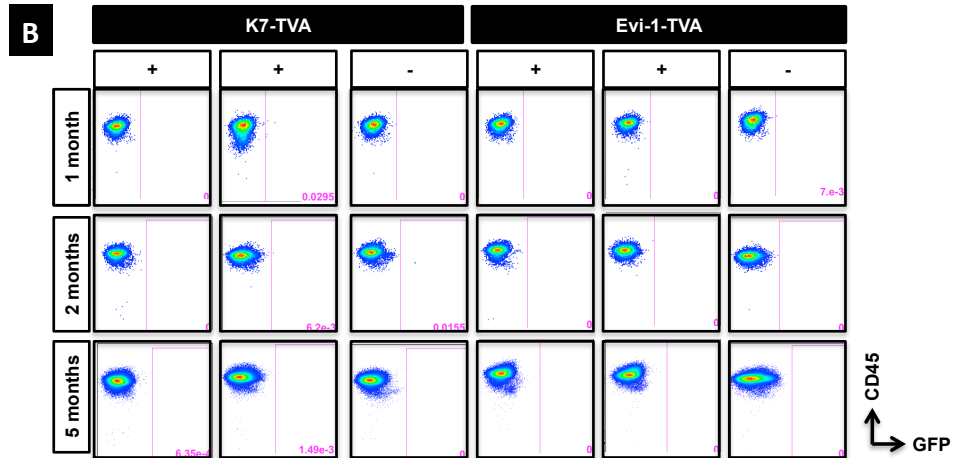 B
K7-TVA Evi-1-TVA
+ + - + + -
1 month
0 0.0295 0 0 0 7.e-3
2 months
0 6.2e-3 0.0155 0 0 0
5 months
1.49e-3 0 0 0 0
CD45
GFP